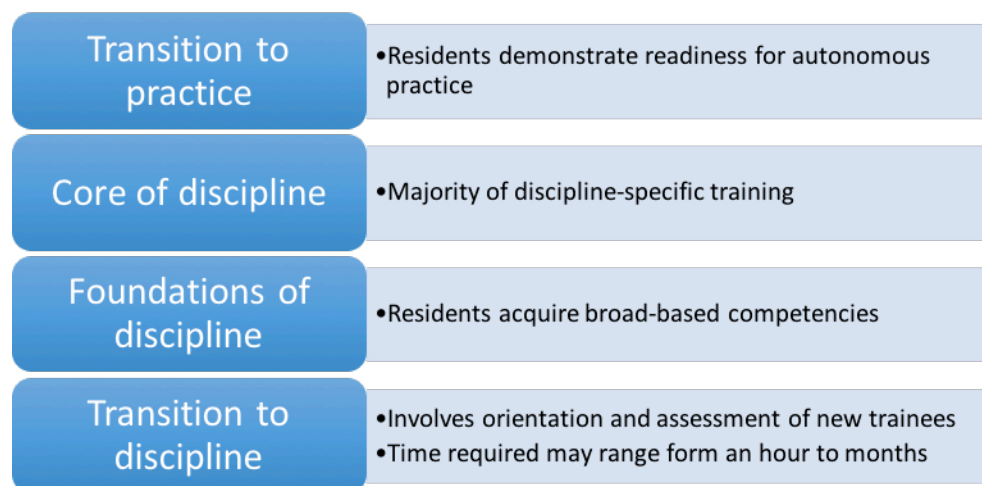 Transition to
practice
•Residents demonstrate readiness for autonomous
practice
Core of discipline
•Majority of discipline-specific training
Foundations of
discipline
•Residents acquire broad-based competencies
Transition to
discipline
•Involves orientation and assessment of new trainees
•Time required may range form an hour to months